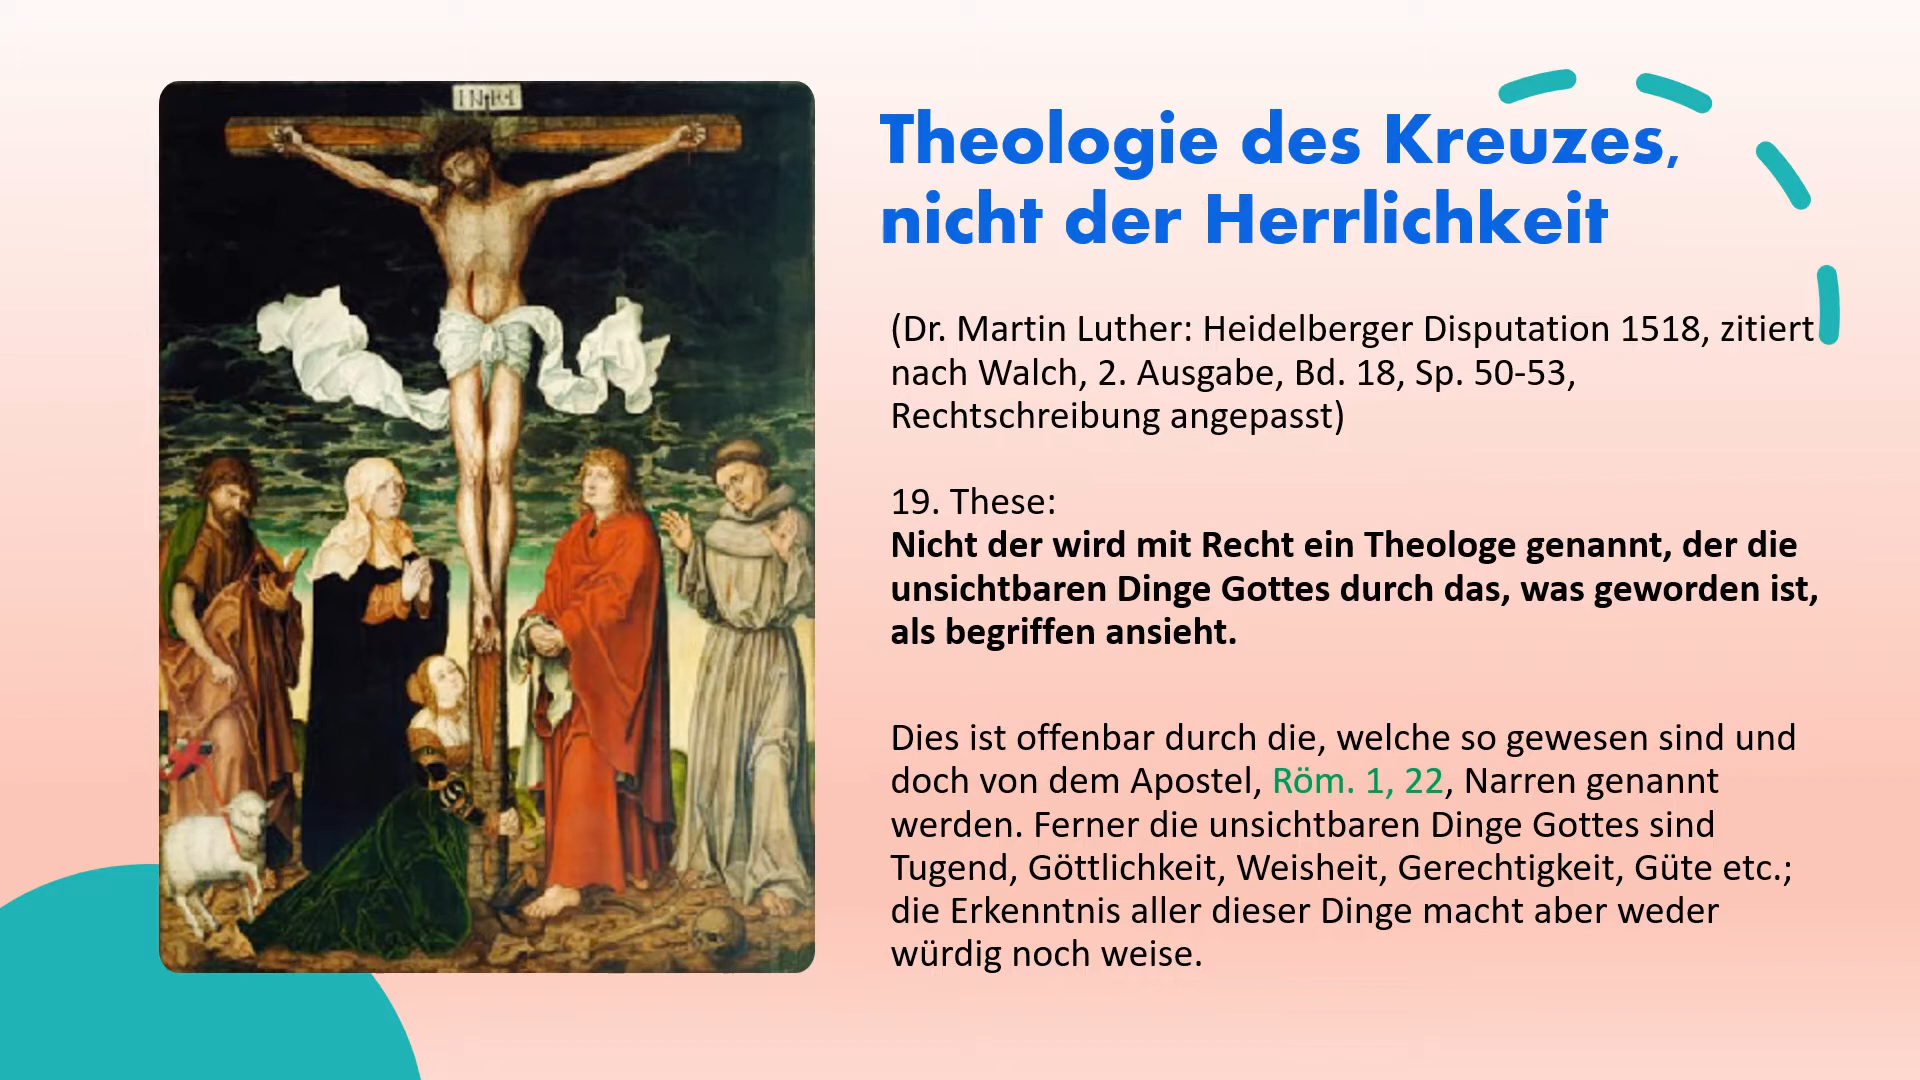 INRI
Theologie des Kreuzes,
nicht der Herrlichkeit
(Dr. Martin Luther: Heidelberger Disputation 1518, zitiert
nach Walch, 2. Ausgabe, Bd. 18, Sp. 50-53,
Rechtschreibung angepasst)
19. These:
Nicht der wird mit Recht ein Theologe genannt, der die
unsichtbaren Dinge Gottes durch das, was geworden ist,
als begriffen ansieht.
Dies ist offenbar durch die, welche so gewesen sind und
doch von dem Apostel, Röm. 1, 22, Narren genannt
werden. Ferner die unsichtbaren Dinge Gottes sind
Tugend, Göttlichkeit, Weisheit, Gerechtigkeit, Güte etc.;
die Erkenntnis aller dieser Dinge macht aber weder
würdig noch weise.